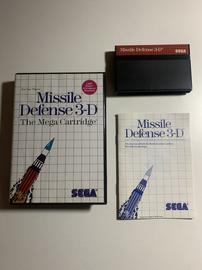 Missile
Defense 3-D
The Mega Cartridge
SEGA
Missile Defense 3-D
SEGA
Missile
Defense 3-D
SEGA